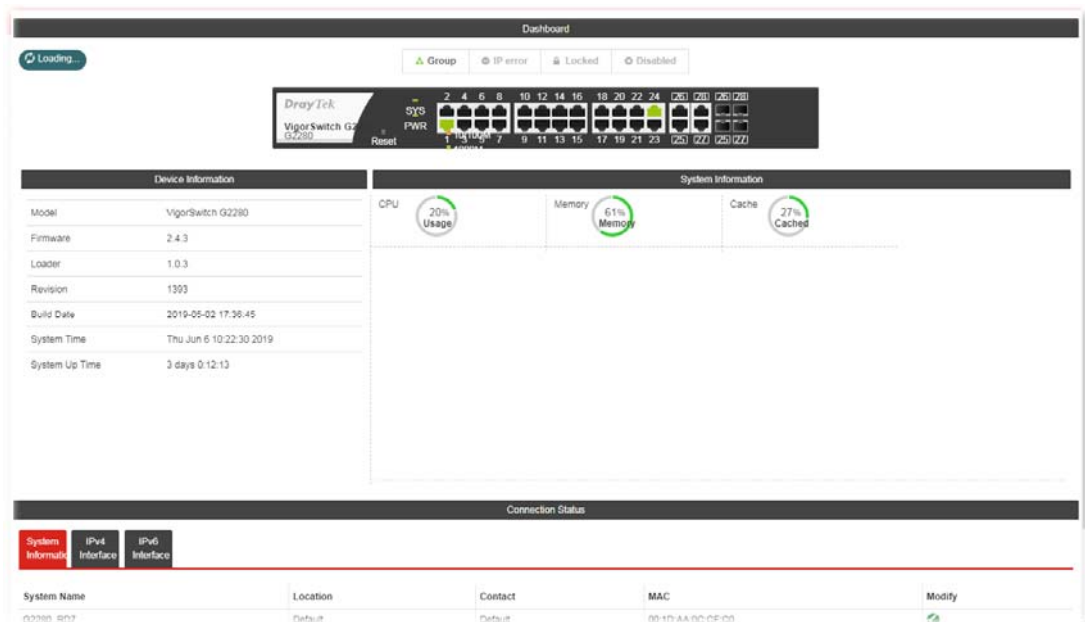 Dashboard
Loading...
Group IP error Locked Disabled
DrayTek
VigorSwitch G2
G2280
Reset
SYS
PWR
2 4 6 8 10 12 14 16 18 20 22 24 26 28 26 28
1 7 9 11 13 15 17 19 21 23 25 27 25 27
Device Information
Model VigorSwitch G2280
Firmware 2.4.3
Loader 1.0.3
Revision 1393
Build Date 2019-05-02 17:36:45
System Time Thu Jun 6 10:22:30 2019
System Up Time 3 days 0:12:13
System Information
CPU 20% Usage
Memory 61% Memory
Cache 27% Cached
Connection Status
System Informatic
IPv4 Interface
IPv6 Interface
System Name Location Contact MAC Modify
G2280_RD7 Default Default